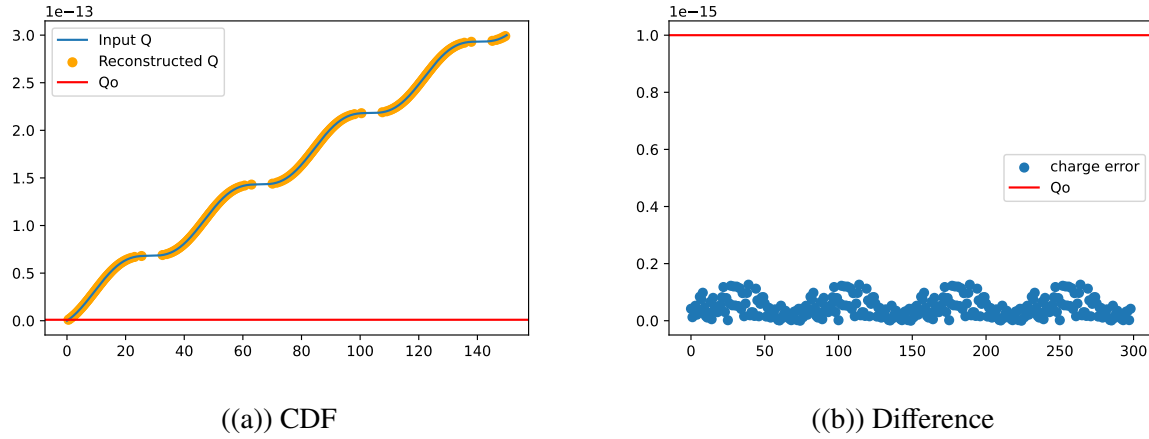 1e−13
3.0
2.5
2.0
1.5
1.0
0.5
0.0
0 20 40 60 80 100 120 140
Input Q
Reconstructed Q
Qo
((a)) CDF
1e−15
1.0
0.8
0.6
0.4
0.2
0.0
0 50 100 150 200 250 300
charge error
Qo
((b)) Difference